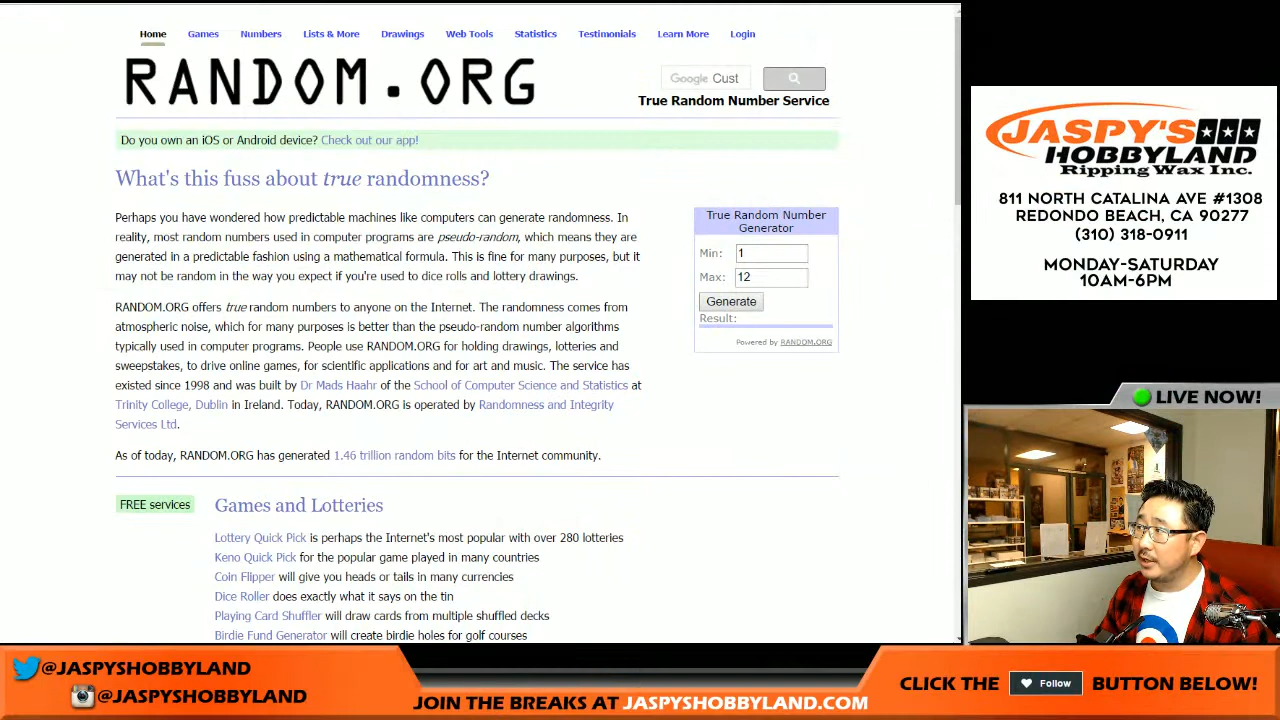 Home Games Numbers Lists & More Drawings Web Tools Statistics Testimonials Learn More Login
RANDOM.ORG
Google Cust
True Random Number Service
Do you own an iOS or Android device? Check out our app!
What's this fuss about true randomness?
Perhaps you have wondered how predictable machines like computers can generate randomness. In
reality, most random numbers used in computer programs are pseudo-random, which means they are
generated in a predictable fashion using a mathematical formula. This is fine for many purposes, but it
may not be random in the way you expect if you're used to dice rolls and lottery drawings.
RANDOM.ORG offers true random numbers to anyone on the Internet. The randomness comes from
atmospheric noise, which for many purposes is better than the pseudo-random number algorithms
typically used in computer programs. People use RANDOM.ORG for holding drawings, lotteries and
sweepstakes, to drive online games, for scientific applications and for art and music. The service has
existed since 1998 and was built by Dr Mads Haahr of the School of Computer Science and Statistics at
Trinity College, Dublin in Ireland. Today, RANDOM.ORG is operated by Randomness and Integrity
Services Ltd.
As of today, RANDOM.ORG has generated 1.46 trillion random bits for the Internet community.
True Random Number
Generator
Min: 1
Max: 12
Generate
Result:
Powered by RANDOM.ORG
FREE services
Games and Lotteries
Lottery Quick Pick is perhaps the Internet's most popular with over 280 lotteries
Keno Quick Pick for the popular game played in many countries
Coin Flipper will give you heads or tails in many currencies
Dice Roller does exactly what it says on the tin
Playing Card Shuffler will draw cards from multiple shuffled decks
Birdie Fund Generator will create birdie holes for golf courses
JASPY'S
HOBBYLAND
Ripping Wax Inc.
811 NORTH CATALINA AVE #1308
REDONDO BEACH, CA 90277
(310) 318-0911
MONDAY-SATURDAY
10AM-6PM
LIVE NOW!
@JASPYSHOBBYLAND
@JASPYSHOBBYLAND
JOIN THE BREAKS AT JASPYSHOBBYLAND.COM
CLICK THE Follow BUTTON BELOW!